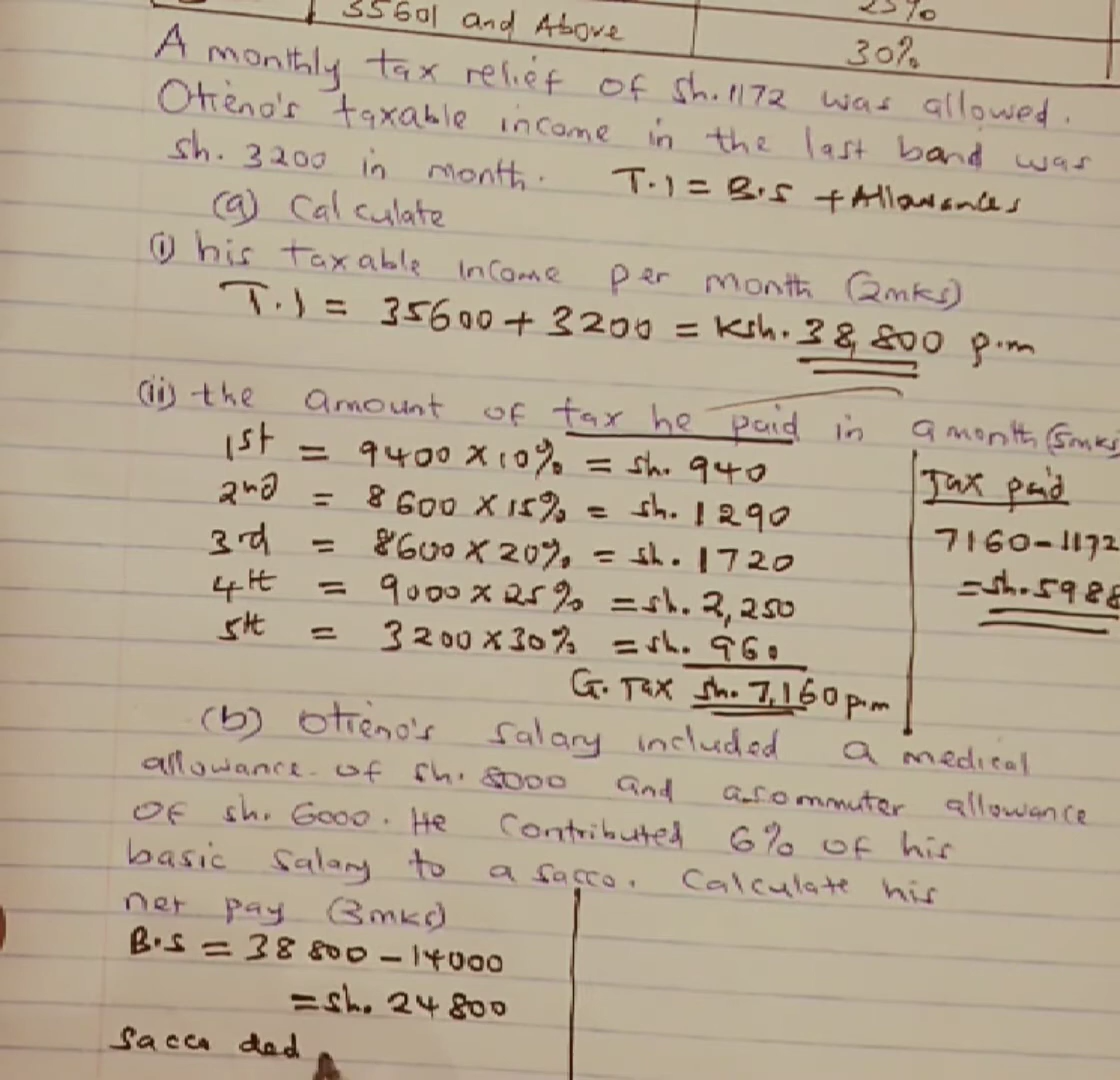 35601 and Above 25%
30%
A monthly tax relief of sh.1172 was allowed.
Otieno's taxable income in the last band was
sh. 3200 in month. T.I = B.S + Allowances
(a) Calculate
(i) his taxable income per month (2mks)
T.I = 35600 + 3200 = Ksh. 38,800 p.m
(ii) the amount of tax he paid in a month (5mks)
1st = 9400 x 10% = sh. 940
2nd = 8600 x 15% = sh. 1290
3rd = 8600 x 20% = sh. 1720
4th = 9000 x 25% = sh. 2,250
5th = 3200 x 30% = sh. 960
G. Tax sh. 7,160 p.m
Tax paid
7160 - 1172
= sh. 5988
(b) Otieno's salary included a medical
allowance of sh. 8000 and a commuter allowance
of sh. 6000. He contributed 6% of his
basic salary to a sacco. Calculate his
net pay (3mks)
B.S = 38800 - 14000
= sh. 24800
Sacco ded